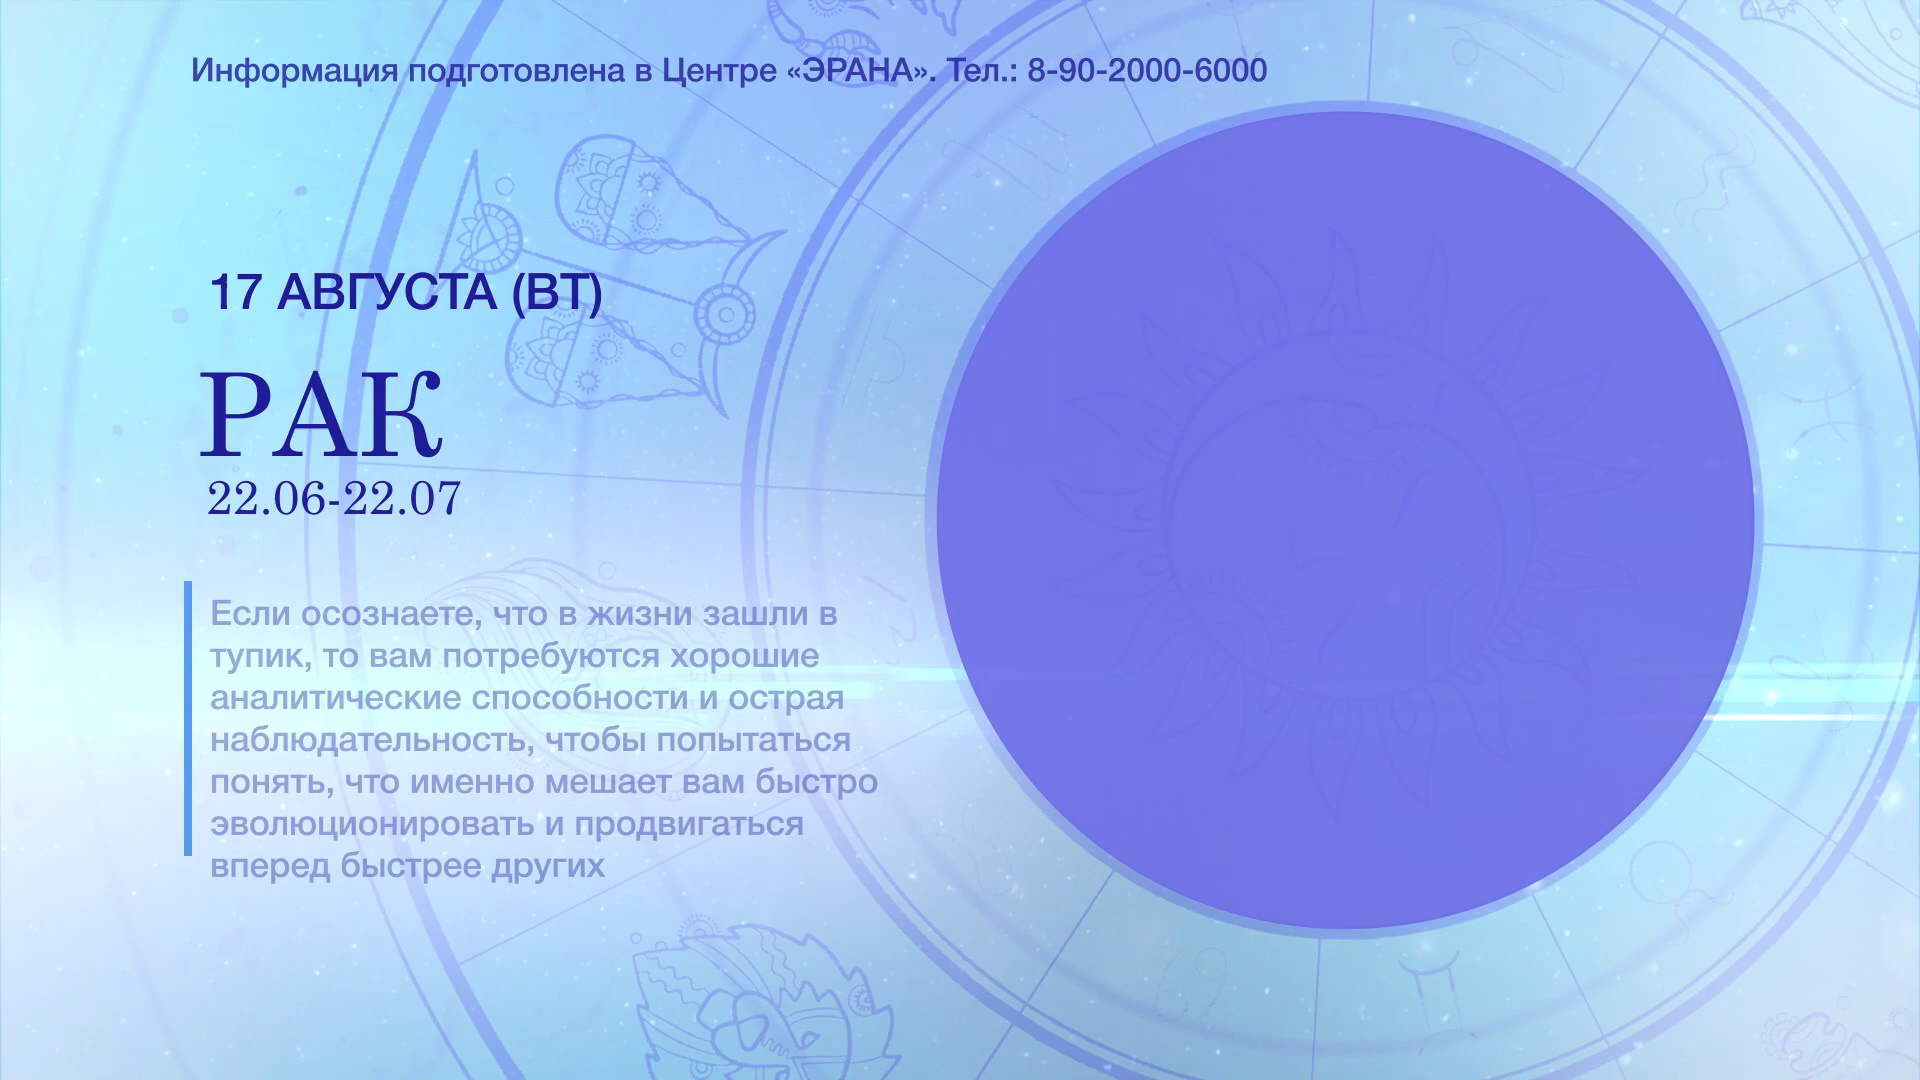 Информация подготовлена в Центре «ЭРАНА». Тел.: 8-90-2000-6000
17 АВГУСТА (ВТ)
РАК
22.06-22.07
Если осознаете, что в жизни зашли в
тупик, то вам потребуются хорошие
аналитические способности и острая
наблюдательность, чтобы попытаться
понять, что именно мешает вам быстро
эволюционировать и продвигаться
вперед быстрее других